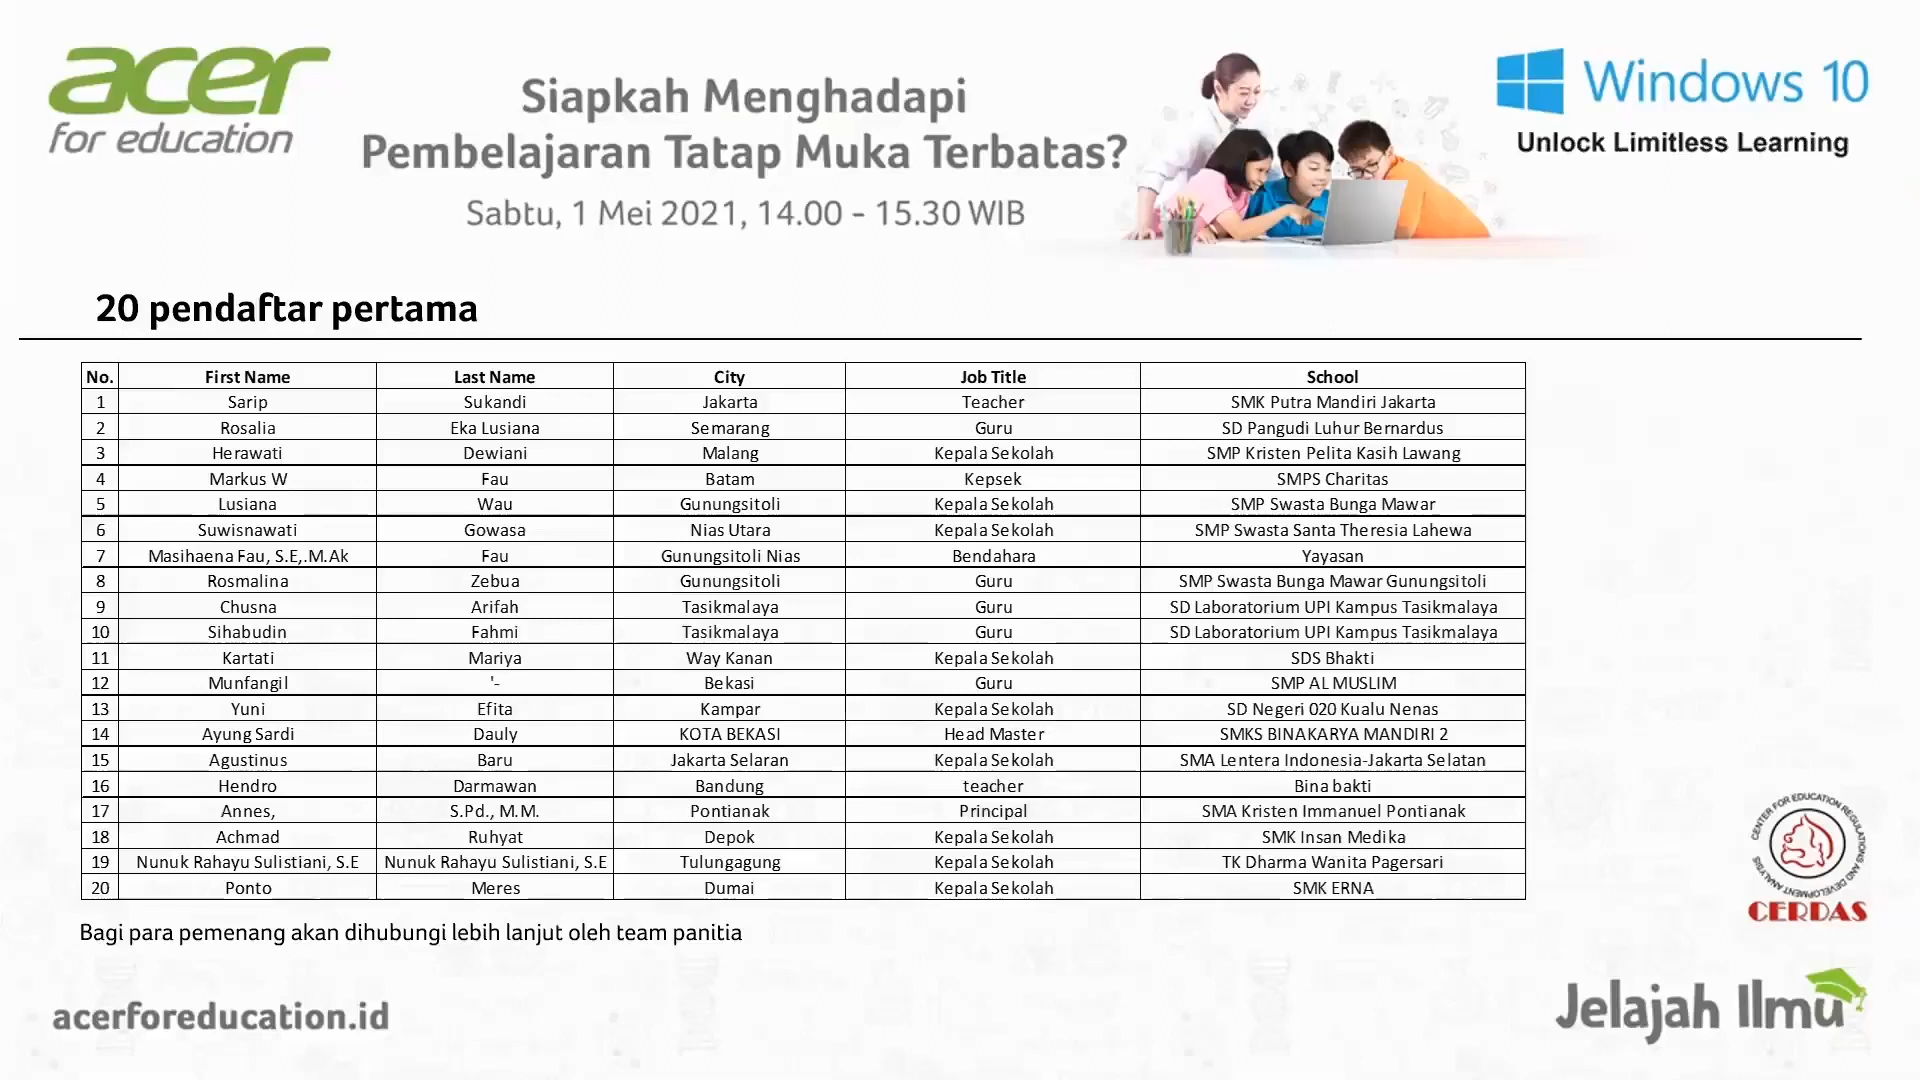 acer
for education
Siapkah Menghadapi
Pembelajaran Tatap Muka Terbatas?
Sabtu, 1 Mei 2021, 14.00 - 15.30 WIB
Windows 10
Unlock Limitless Learning
20 pendaftar pertama
No. First Name Last Name City Job Title School
1 Sarip Sukandi Jakarta Teacher SMK Putra Mandiri Jakarta
2 Rosalia Eka Lusiana Semarang Guru SD Pangudi Luhur Bernardus
3 Herawati Dewiani Malang Kepala Sekolah SMP Kristen Pelita Kasih Lawang
4 Markus W Fau Batam Kepsek SMPS Charitas
5 Lusiana Wau Gunungsitoli Kepala Sekolah SMP Swasta Bunga Mawar
6 Suwisnawati Gowasa Nias Utara Kepala Sekolah SMP Swasta Santa Theresia Lahewa
7 Masihaena Fau, S.E,.M.Ak Fau Gunungsitoli Nias Bendahara Yayasan
8 Rosmalina Zebua Gunungsitoli Guru SMP Swasta Bunga Mawar Gunungsitoli
9 Chusna Arifah Tasikmalaya Guru SD Laboratorium UPI Kampus Tasikmalaya
10 Sihabudin Fahmi Tasikmalaya Guru SD Laboratorium UPI Kampus Tasikmalaya
11 Kartati Mariya Way Kanan Kepala Sekolah SDS Bhakti
12 Munfangil '- Bekasi Guru SMP AL MUSLIM
13 Yuni Efita Kampar Kepala Sekolah SD Negeri 020 Kualu Nenas
14 Ayung Sardi Dauly KOTA BEKASI Head Master SMKS BINAKARYA MANDIRI 2
15 Agustinus Baru Jakarta Selaran Kepala Sekolah SMA Lentera Indonesia-Jakarta Selatan
16 Hendro Darmawan Bandung teacher Bina bakti
17 Annes, S.Pd., M.M. Pontianak Principal SMA Kristen Immanuel Pontianak
18 Achmad Ruhyat Depok Kepala Sekolah SMK Insan Medika
19 Nunuk Rahayu Sulistiani, S.E Nunuk Rahayu Sulistiani, S.E Tulungagung Kepala Sekolah TK Dharma Wanita Pagersari
20 Ponto Meres Dumai Kepala Sekolah SMK ERNA
Bagi para pemenang akan dihubungi lebih lanjut oleh team panitia
CENTER FOR EDUCATION REGULATIONS AND DEVELOPMENT ANALYSIS
CERDAS
acerforeducation.id
Jelajah Ilmu